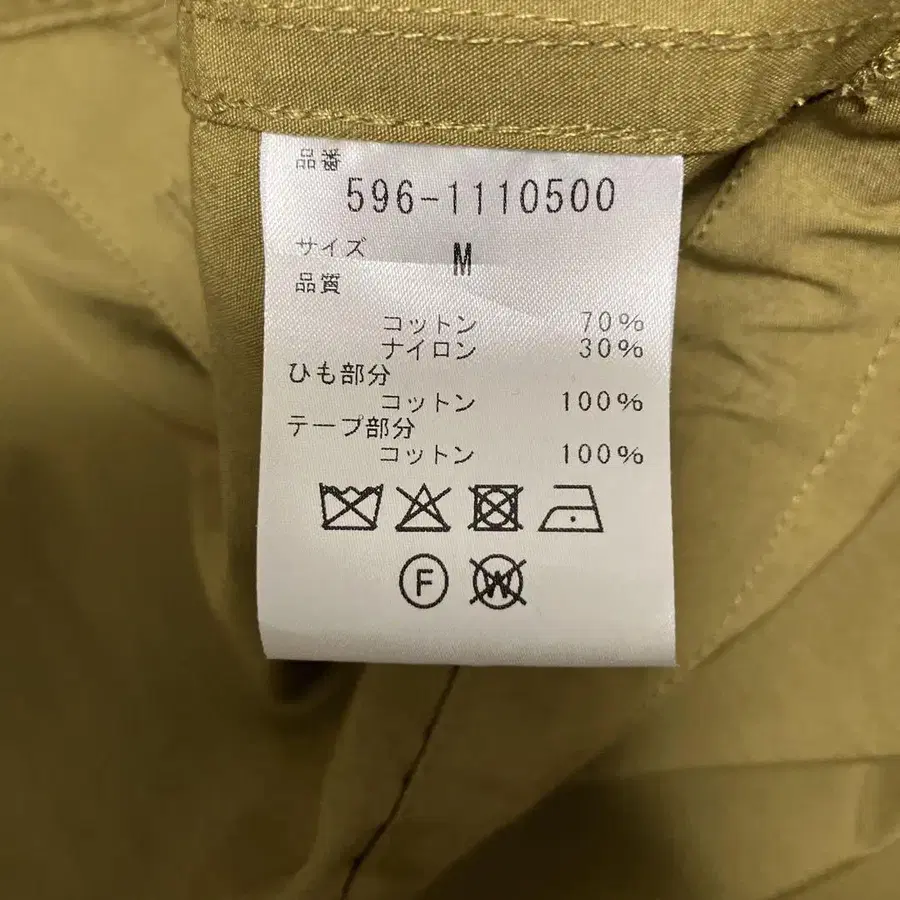 品番
596-1110500
サイズ M
品質
コットン 70%
ナイロン 30%
ひも部分
コットン 100%
テープ部分
コットン 100%
F W